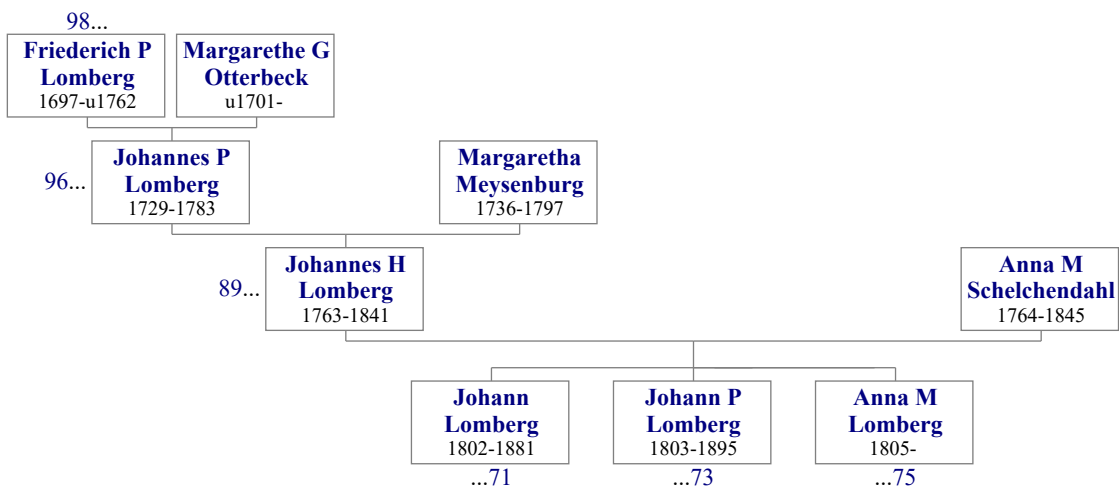 98...
Friederich P
Lomberg
1697-u1762
Margarethe G
Otterbeck
u1701-
96...
Johannes P
Lomberg
1729-1783
Margaretha
Meysenburg
1736-1797
89...
Johannes H
Lomberg
1763-1841
Anna M
Schelchendahl
1764-1845
Johann
Lomberg
1802-1881
...71
Johann P
Lomberg
1803-1895
...73
Anna M
Lomberg
1805-
...75